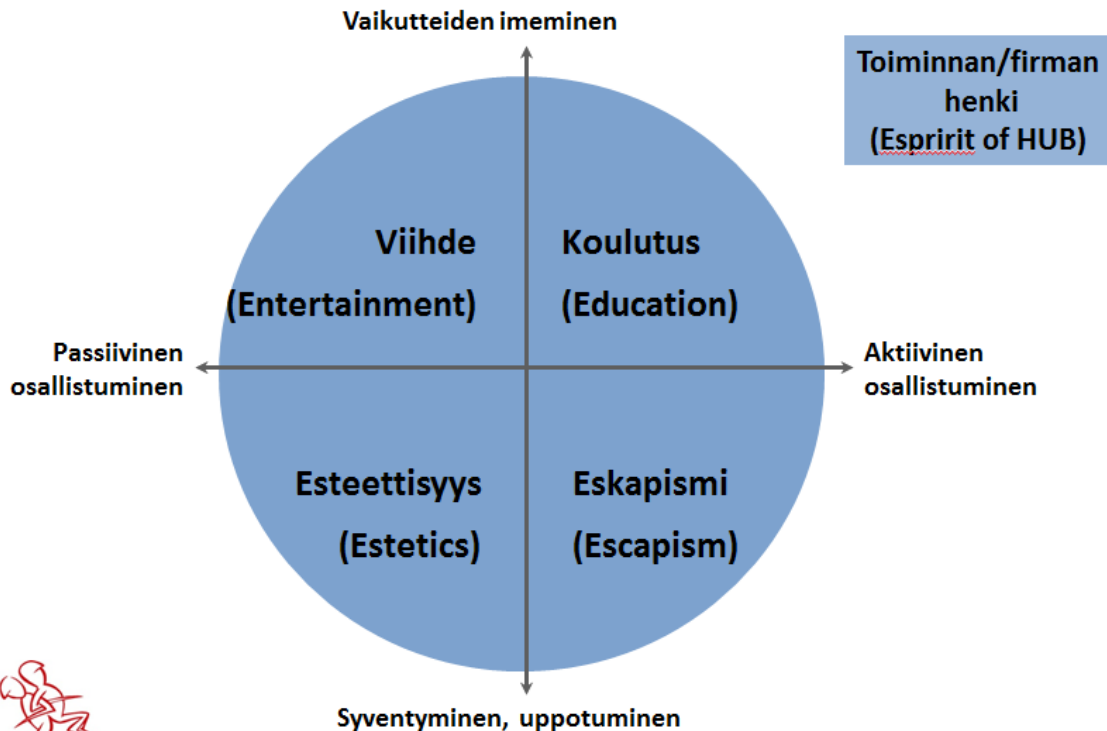 Vaikutteiden imeminen
Toiminnan/firman
henki
(Espririt of HUB)
Viihde
(Entertainment)
Koulutus
(Education)
Passiivinen
osallistuminen
Aktiivinen
osallistuminen
Esteettisyys
(Estetics)
Eskapismi
(Escapism)
Syventyminen, uppotuminen